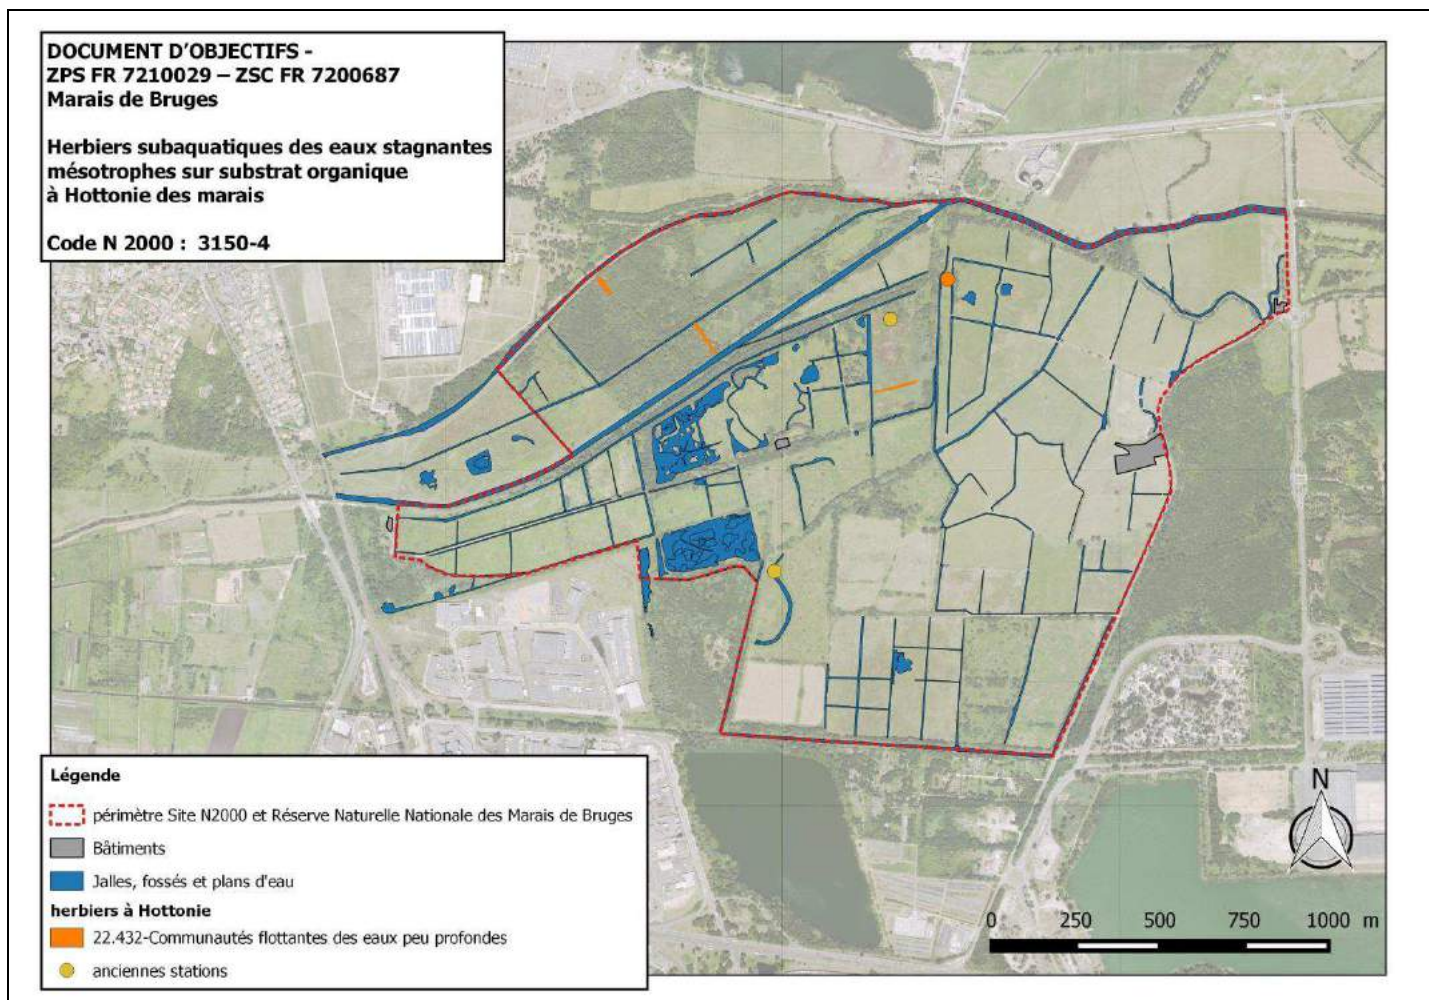 DOCUMENT D'OBJECTIFS -
ZPS FR 7210029 – ZSC FR 7200687
Marais de Bruges
Herbiers subaquatiques des eaux stagnantes
mésotrophes sur substrat organique
à Hottonie des marais
Code N 2000 : 3150-4
Légende
périmètre Site N2000 et Réserve Naturelle Nationale des Marais de Bruges
Bâtiments
Jalles, fossés et plans d'eau
herbiers à Hottonie
22.432-Communautés flottantes des eaux peu profondes
anciennes stations
N
0 250 500 750 1000 m